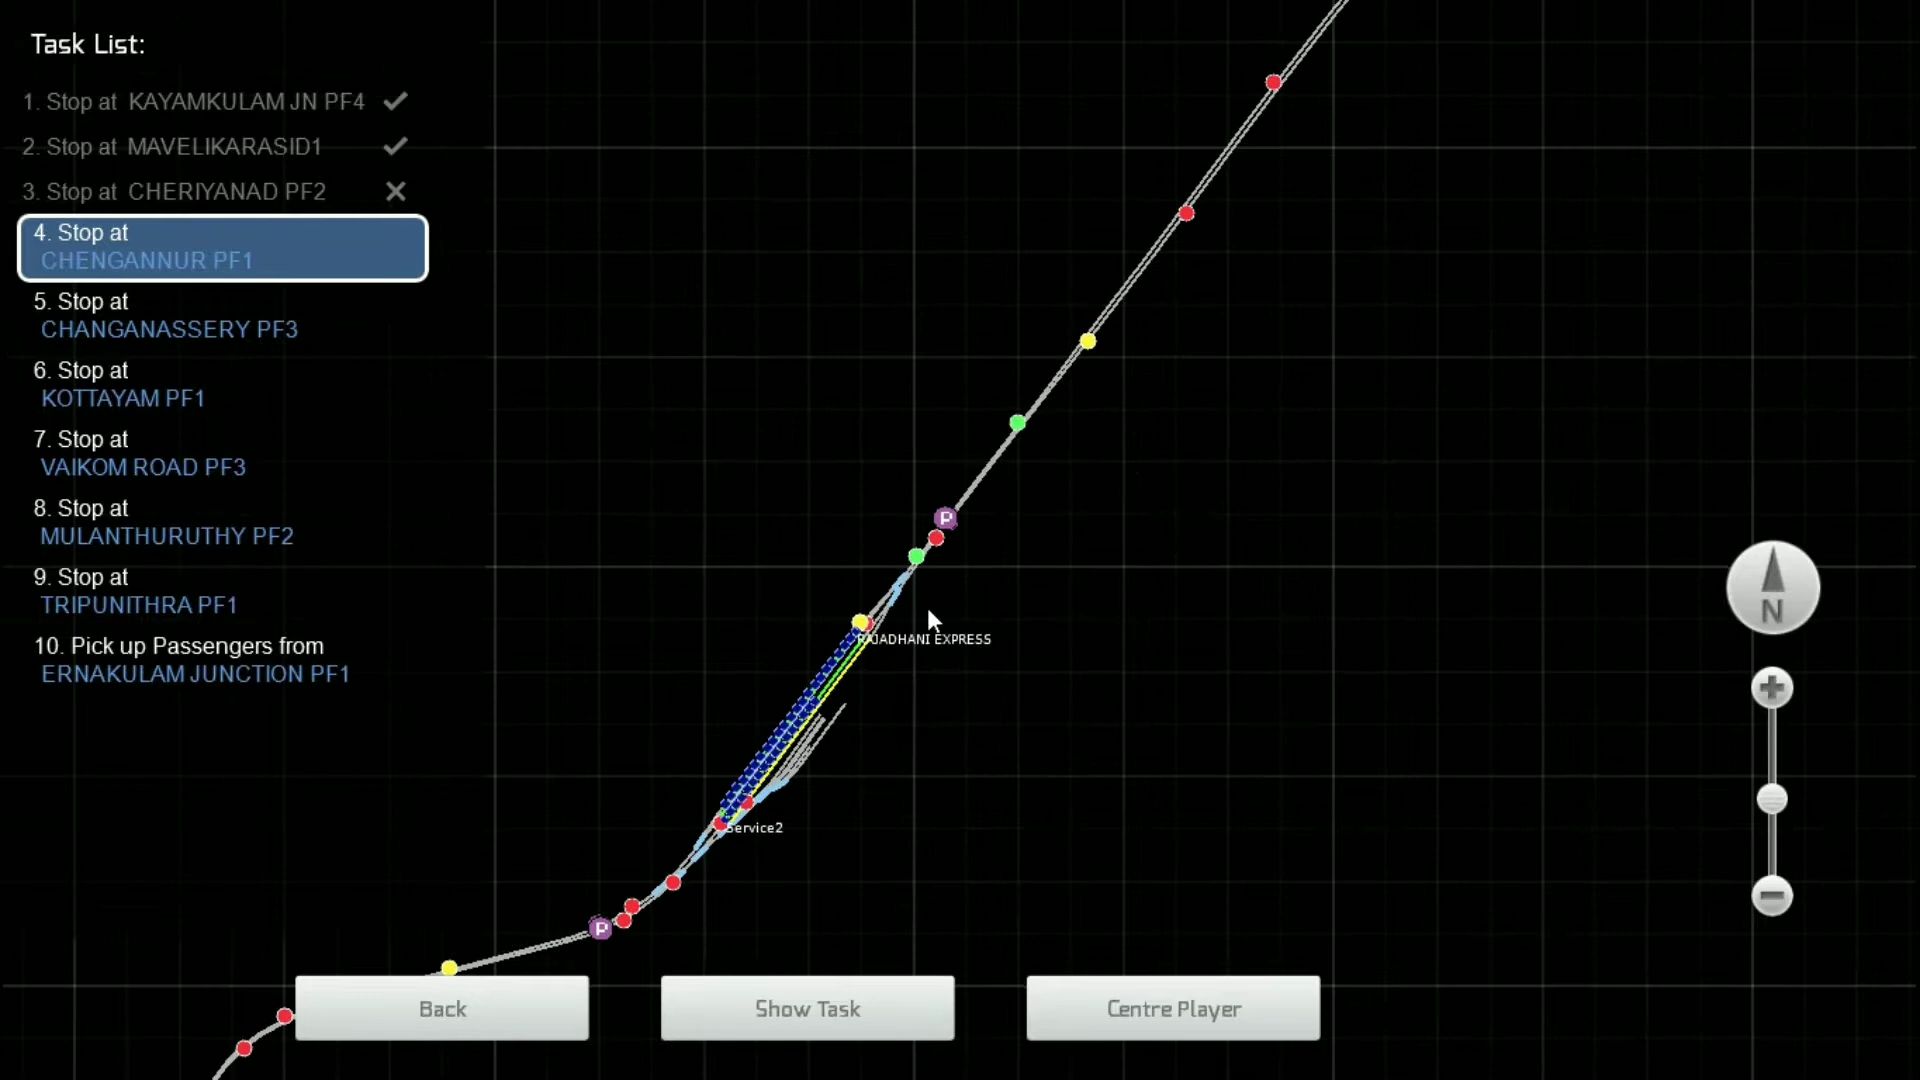 Task List:
1. Stop at KAYAMKULAM JN PF4
2. Stop at MAVELIKARASID1
3. Stop at CHERIYANAD PF2
4. Stop at
CHENGANNUR PF1
5. Stop at
CHANGANASSERY PF3
6. Stop at
KOTTAYAM PF1
7. Stop at
VAIKOM ROAD PF3
8. Stop at
MULANTHURUTHY PF2
9. Stop at
TRIPUNITHRA PF1
10. Pick up Passengers from
ERNAKULAM JUNCTION PF1
P
RAJADHANI EXPRESS
Service2
P
N
Back
Show Task
Centre Player